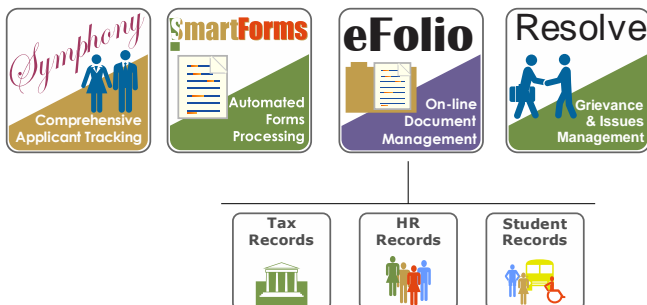 Symphony
Comprehensive
Applicant Tracking
SmartForms
Automated
Forms
Processing
eFolio
On-line
Document
Management
Resolve
Grievance
& Issues
Management
Tax
Records
HR
Records
Student
Records